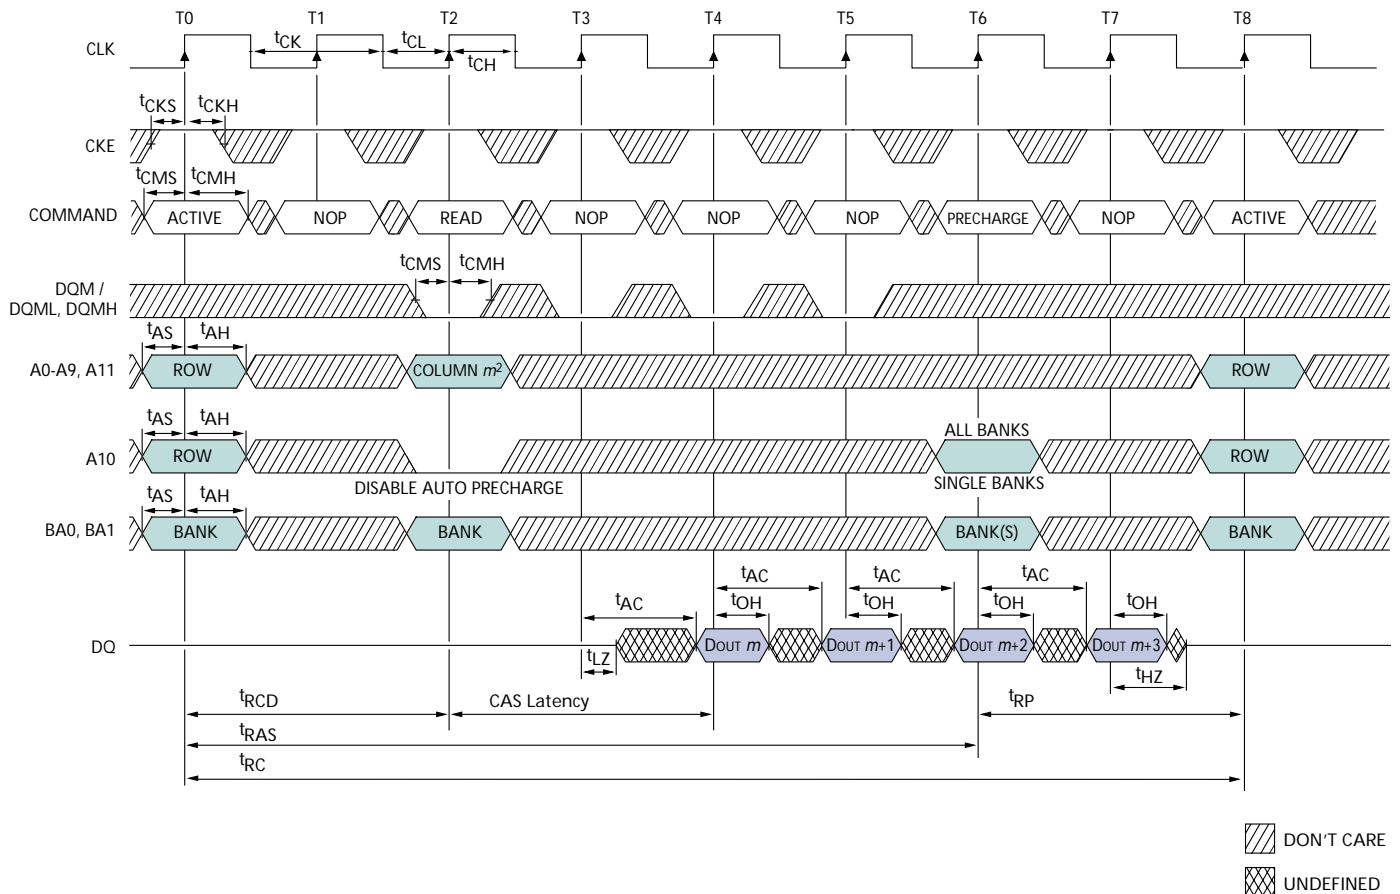 T0 T1 T2 T3 T4 T5 T6 T7 T8
CLK
tCK tCL
tCH
tCKS tCKH
CKE
tCMS tCMH
COMMAND ACTIVE NOP READ NOP NOP NOP PRECHARGE NOP ACTIVE
tCMS tCMH
DQM /
DQML, DQMH
tAS tAH
A0-A9, A11 ROW COLUMN m2 ROW
tAS tAH ALL BANKS
A10 ROW ROW
DISABLE AUTO PRECHARGE SINGLE BANKS
tAS tAH
BA0, BA1 BANK BANK BANK(S) BANK
tAC tAC tAC
tAC tOH tOH tOH tOH
DQ DOUT m DOUT m+1 DOUT m+2 DOUT m+3
tLZ tHZ
tRCD CAS Latency tRP
tRAS
tRC
DON'T CARE
UNDEFINED